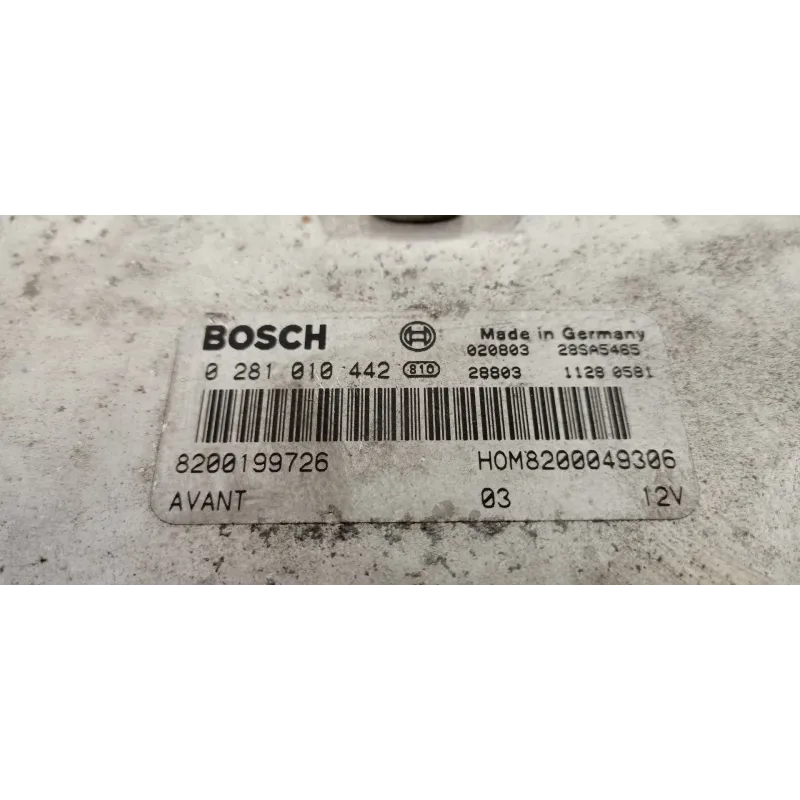 BOSCH Made in Germany
020803 28SA5465
0 281 010 442 810 28803 1128 0581
8200199726 HOM8200049306
AVANT 03 12V